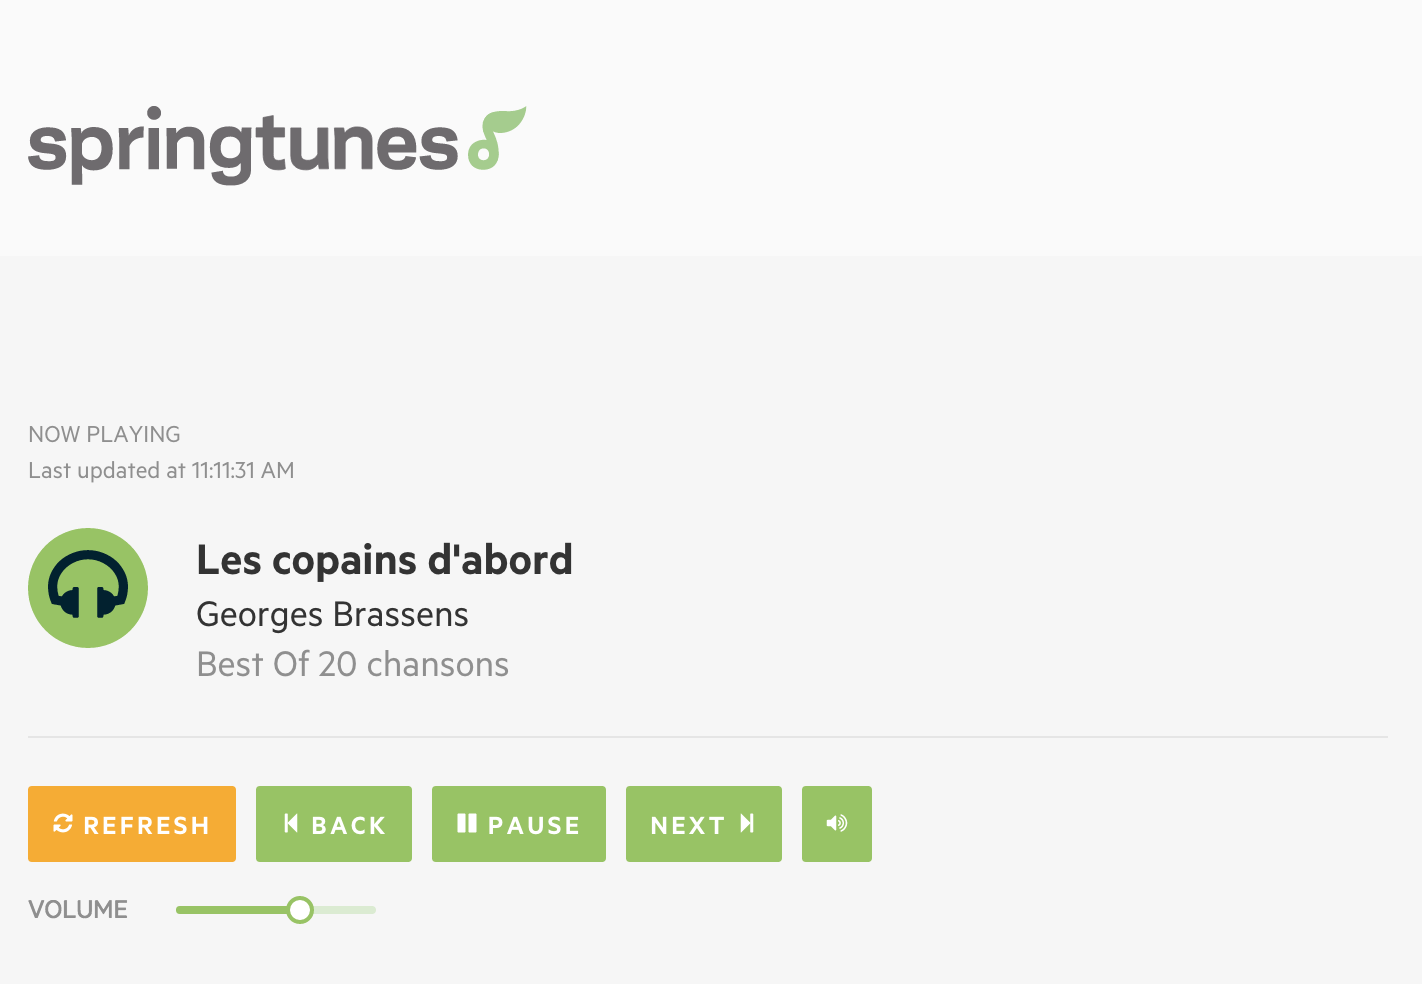 springtunes
NOW PLAYING
Last updated at 11:11:31 AM
Les copains d'abord
Georges Brassens
Best Of 20 chansons
REFRESH BACK PAUSE NEXT
VOLUME